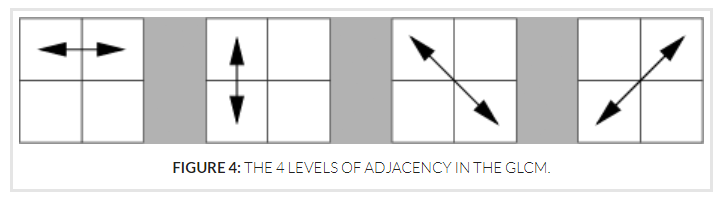 FIGURE 4: THE 4 LEVELS OF ADJACENCY IN THE GLCM.